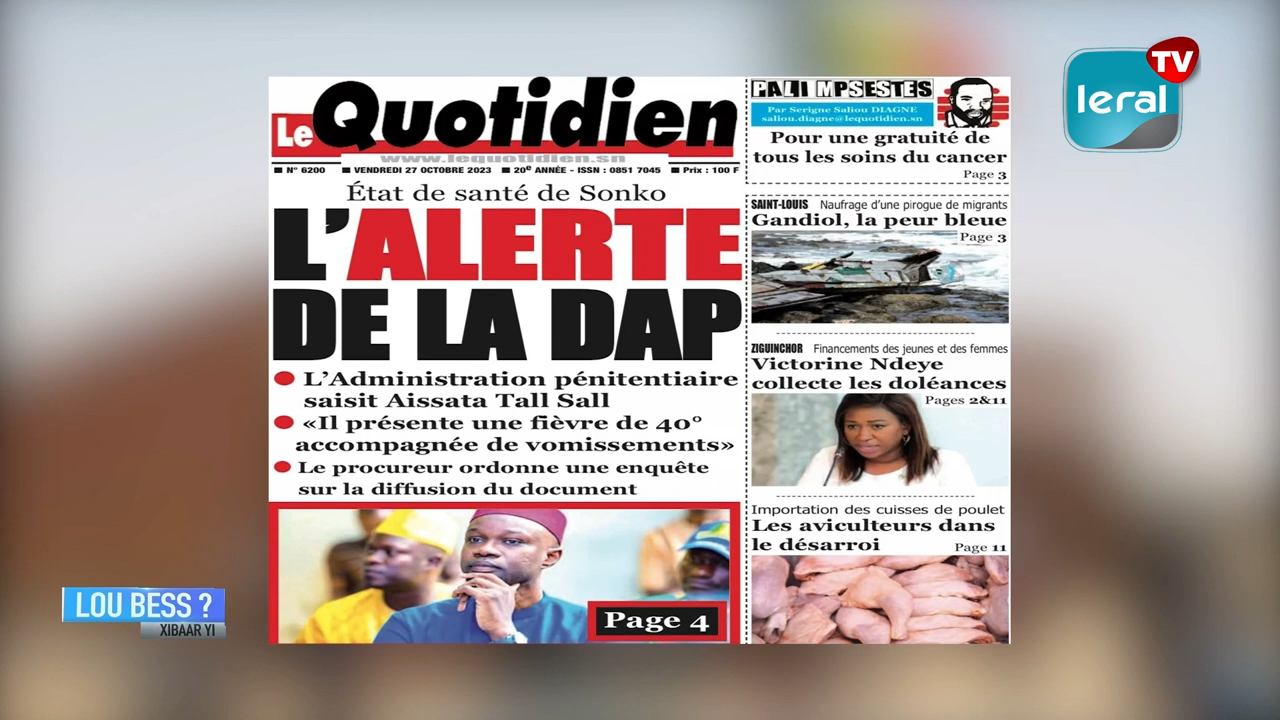 Le Quotidien
www.lequotidien.sn
N° 6200 VENDREDI 27 OCTOBRE 2023 20e ANNÉE - ISSN : 0851 7045 Prix : 100 F
État de santé de Sonko
L'ALERTE
DE LA DAP
L'Administration pénitentiaire
saisit Aissata Tall Sall
«Il présente une fièvre de 40°
accompagnée de vomissements»
Le procureur ordonne une enquête
sur la diffusion du document
Page 4
PALIMPSESTES
Par Serigne Saliou DIAGNE
saliou.diagne@lequotidien.sn
Pour une gratuité de
tous les soins du cancer
Page 3
SAINT-LOUIS Naufrage d'une pirogue de migrants
Gandiol, la peur bleue
Page 3
ZIGUINCHOR Financements des jeunes et des femmes
Victorine Ndeye
collecte les doléances
Pages 2&11
Importation des cuisses de poulet
Les aviculteurs dans
le désarroi Page 11
leral TV
LOU BESS ?
XIBAAR YI